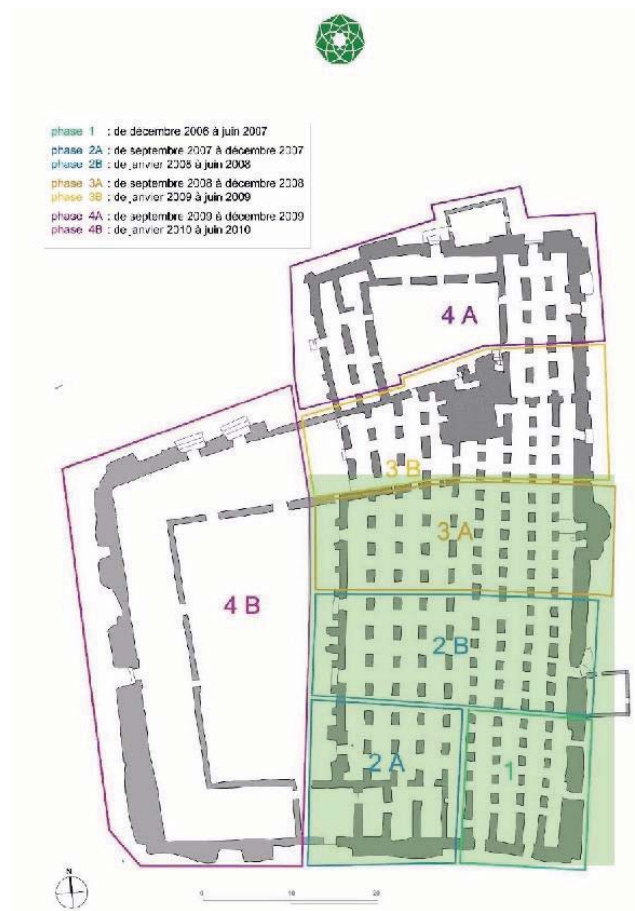 phase 1 : de décembre 2006 à juin 2007
phase 2A : de septembre 2007 à décembre 2007
phase 2B : de janvier 2008 à juin 2008
phase 3A : de septembre 2008 à décembre 2008
phase 3B : de janvier 2009 à juin 2009
phase 4A : de septembre 2009 à décembre 2009
phase 4B : de janvier 2010 à juin 2010
4 A
3 B
3 A
4 B
2 B
2 A
1
N
0 10 20